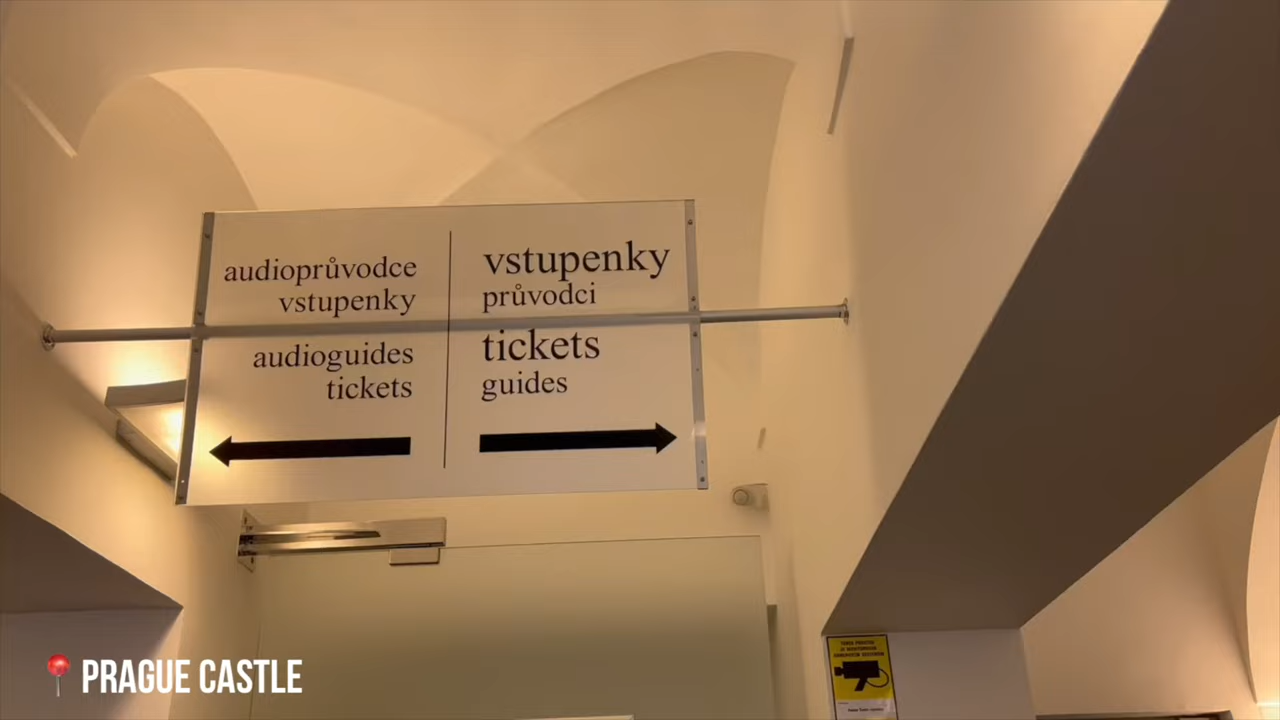 audioprůvodce
vstupenky
audioguides
tickets
vstupenky
průvodci
tickets
guides
PRAGUE CASTLE